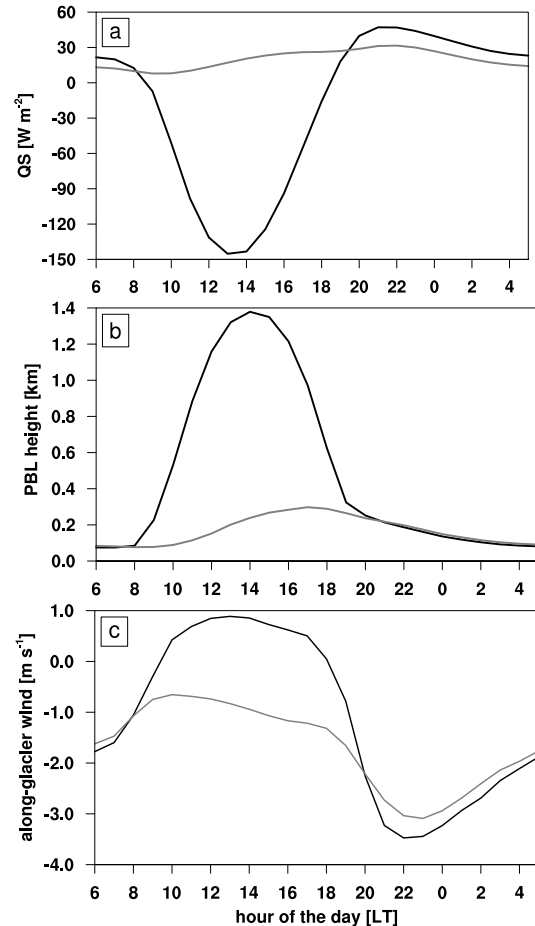 a
60
30
0
-30
-60
-90
-120
-150
QS [W m-2]
6 8 10 12 14 16 18 20 22 0 2 4
b
1.4
1.2
1.0
0.8
0.6
0.4
0.2
0.0
PBL height [km]
6 8 10 12 14 16 18 20 22 0 2 4
c
1.0
0.0
-1.0
-2.0
-3.0
-4.0
along-glacier wind [m s-1]
6 8 10 12 14 16 18 20 22 0 2 4
hour of the day [LT]